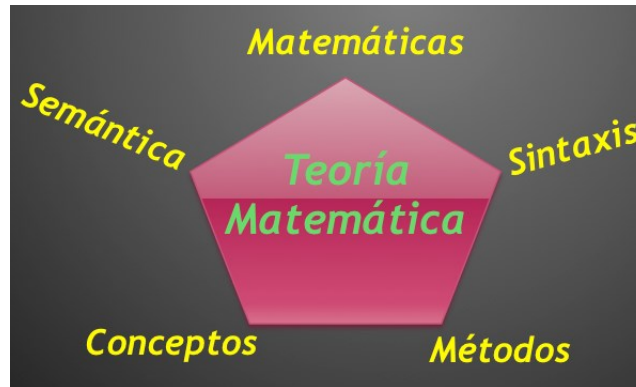 Matemáticas
Semántica
Sintaxis
Teoría
Matemática
Conceptos
Métodos